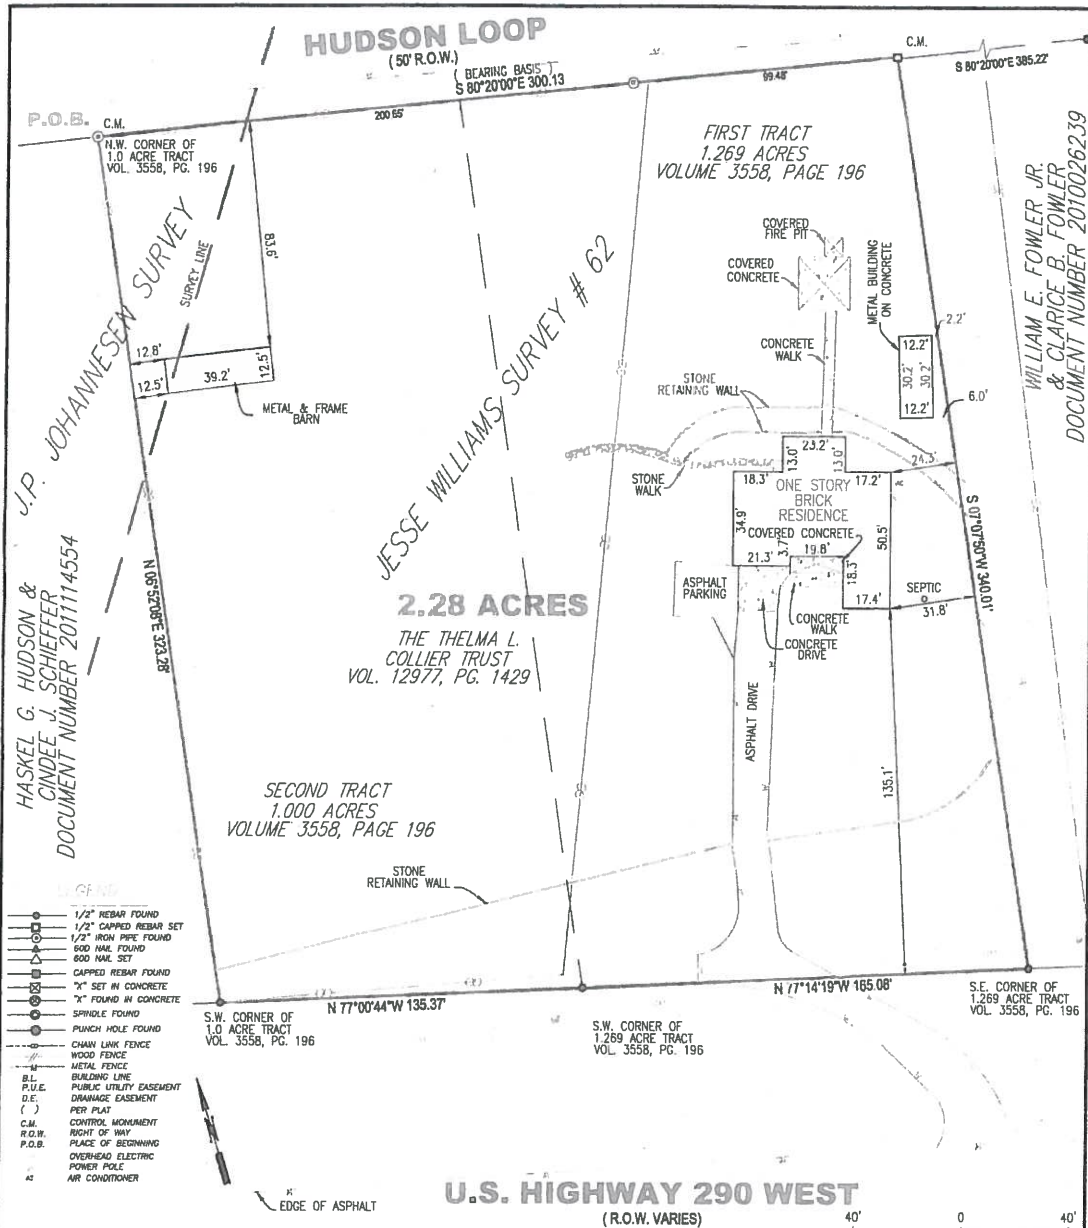 HUDSON LOOP
(50' R.O.W.)
(BEARING BASIS)
S 80°20'00"E 300.13
200.65'
99.48'
C.M.
S 80°20'00"E 385.22'
P.O.B.
C.M.
N.W. CORNER OF
1.0 ACRE TRACT
VOL. 3558, PG. 196
FIRST TRACT
1.269 ACRES
VOLUME 3558, PAGE 196
WILLIAM E. FOWLER JR.
& CLARICE B. FOWLER
DOCUMENT NUMBER 2010026239
J.P. JOHANNESEN SURVEY
SURVEY LINE
83.6'
JESSE WILLIAMS SURVEY # 62
COVERED
FIRE PIT
COVERED
CONCRETE
METAL BUILDING
ON CONCRETE
CONCRETE
WALK
2.2'
12.2'
30.2'
30.2'
12.2'
6.0'
12.8'
12.5'
39.2'
12.5'
METAL & FRAME
BARN
STONE
RETAINING WALL
STONE
WALK
23.2'
13.0'
13.0'
24.3'
18.3'
17.2'
ONE STORY
BRICK
RESIDENCE
34.9'
50.5'
COVERED CONCRETE
21.3'
3.7'
19.8'
18.3'
17.4'
SEPTIC
31.8'
S 07°07'50"W 340.01'
ASPHALT
PARKING
CONCRETE
WALK
CONCRETE
DRIVE
ASPHALT DRIVE
135.1'
N 06°52'08"E 323.28'
HASKEL G. HUDSON &
CINDEE J. SCHIEFFER
DOCUMENT NUMBER 2011114554
2.28 ACRES
THE THELMA L.
COLLIER TRUST
VOL. 12977, PG. 1429
SECOND TRACT
1.000 ACRES
VOLUME 3558, PAGE 196
STONE
RETAINING WALL
LEGEND
1/2" REBAR FOUND
1/2" CAPPED REBAR SET
1/2" IRON PIPE FOUND
60D NAIL FOUND
60D NAIL SET
CAPPED REBAR FOUND
"X" SET IN CONCRETE
"X" FOUND IN CONCRETE
SPINDLE FOUND
PUNCH HOLE FOUND
CHAIN LINK FENCE
WOOD FENCE
METAL FENCE
B.L. BUILDING LINE
P.U.E. PUBLIC UTILITY EASEMENT
D.E. DRAINAGE EASEMENT
( ) PER PLAT
C.M. CONTROL MONUMENT
R.O.W. RIGHT OF WAY
P.O.B. PLACE OF BEGINNING
OVERHEAD ELECTRIC
POWER POLE
AIR CONDITIONER
N 77°00'44"W 135.37'
N 77°14'19"W 165.08'
S.W. CORNER OF
1.0 ACRE TRACT
VOL. 3558, PG. 196
S.W. CORNER OF
1.269 ACRE TRACT
VOL. 3558, PG. 196
S.E. CORNER OF
1.269 ACRE TRACT
VOL. 3558, PG. 196
EDGE OF ASPHALT
U.S. HIGHWAY 290 WEST
(R.O.W. VARIES)
40' 0 40'